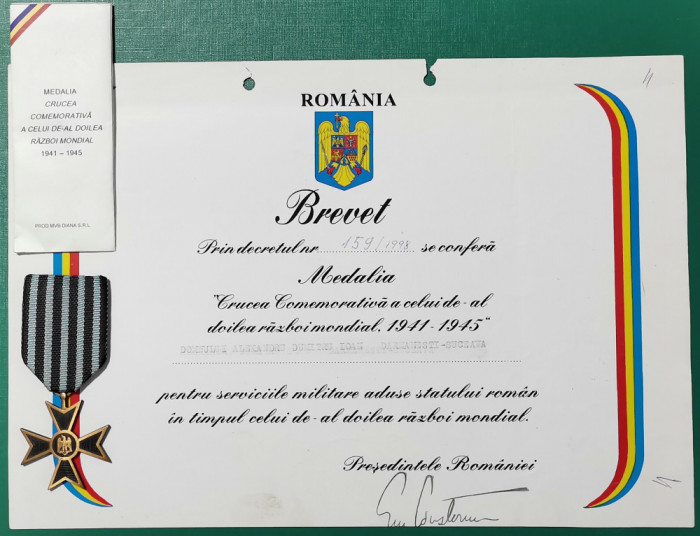 MEDALIA
CRUCEA
COMEMORATIVĂ
A CELUI DE-AL DOILEA
RĂZBOI MONDIAL
1941 – 1945
PROD MVB DIANA S.R.L.
ROMÂNIA
Brevet
Prin decretul nr 159/1998 se conferă
Medalia
"Crucea Comemorativă a celui de-al
doilea război mondial, 1941-1945"
pentru serviciile militare aduse statului român
în timpul celui de-al doilea război mondial.
Președintele României